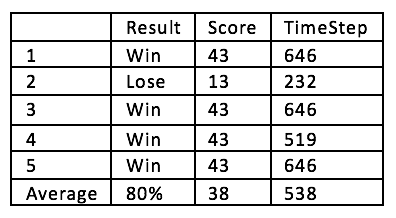 Result Score TimeStep
1 Win 43 646
2 Lose 13 232
3 Win 43 646
4 Win 43 519
5 Win 43 646
Average 80% 38 538